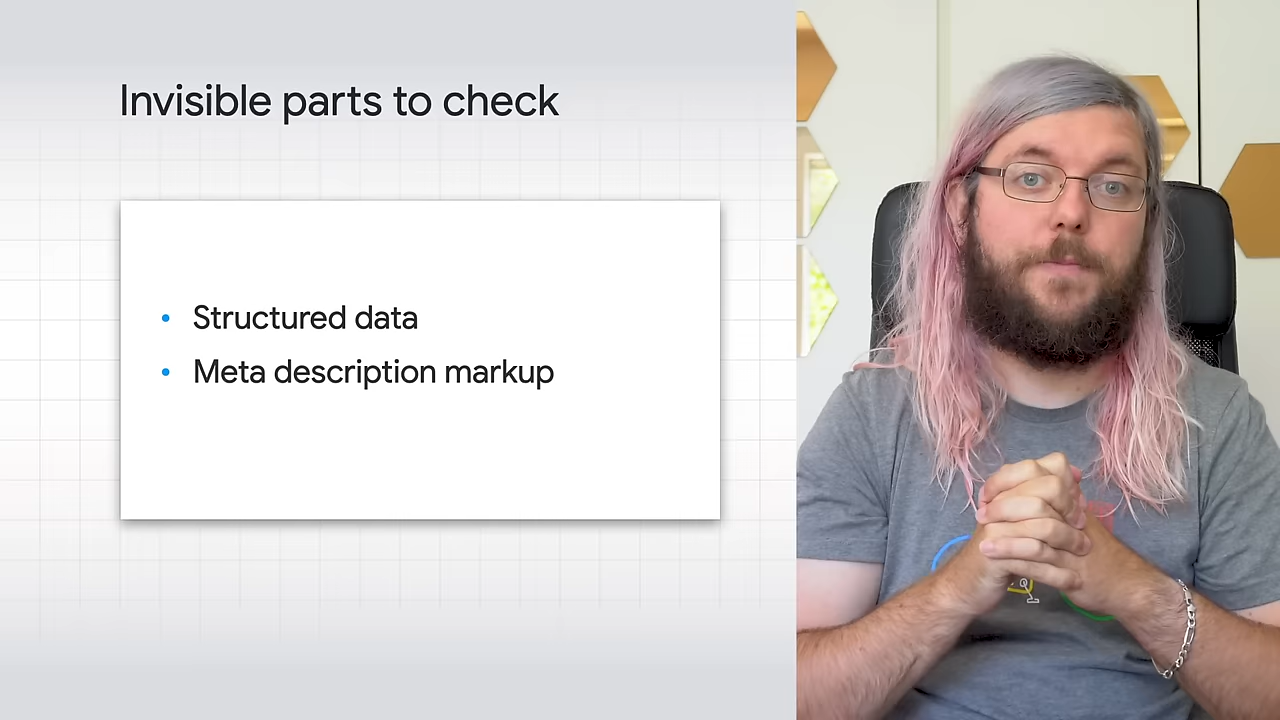 Invisible parts to check
• Structured data
• Meta description markup